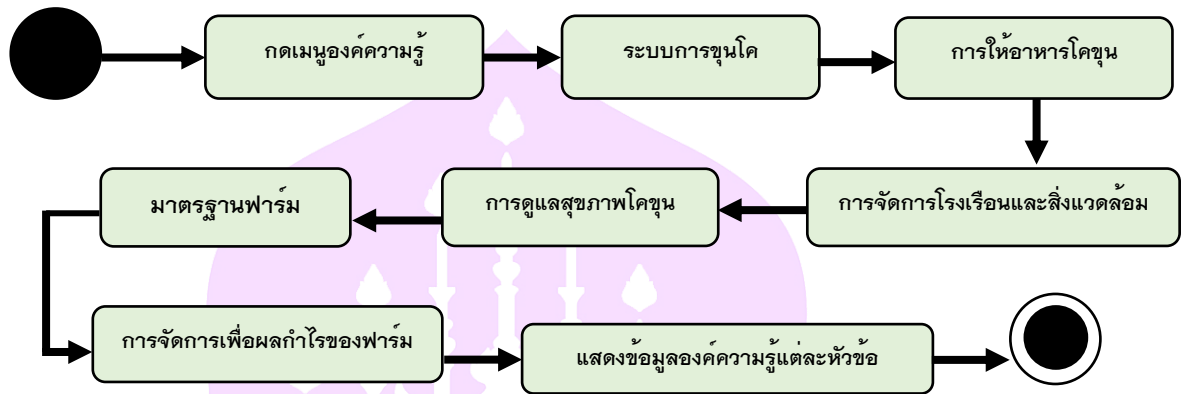 กดเมนูองค์ความรู้
ระบบการขุนโค
การให้อาหารโคขุน
การจัดการโรงเรือนและสิ่งแวดล้อม
การดูแลสุขภาพโคขุน
มาตรฐานฟาร์ม
การจัดการเพื่อผลกำไรของฟาร์ม
แสดงข้อมูลองค์ความรู้แต่ละหัวข้อ